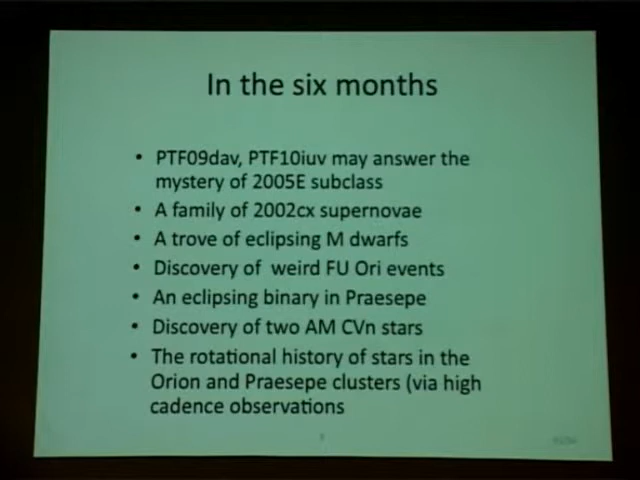 In the six months
• PTF09dav, PTF10iuv may answer the
mystery of 2005E subclass
• A family of 2002cx supernovae
• A trove of eclipsing M dwarfs
• Discovery of weird FU Ori events
• An eclipsing binary in Praesepe
• Discovery of two AM CVn stars
• The rotational history of stars in the
Orion and Praesepe clusters (via high
cadence observations